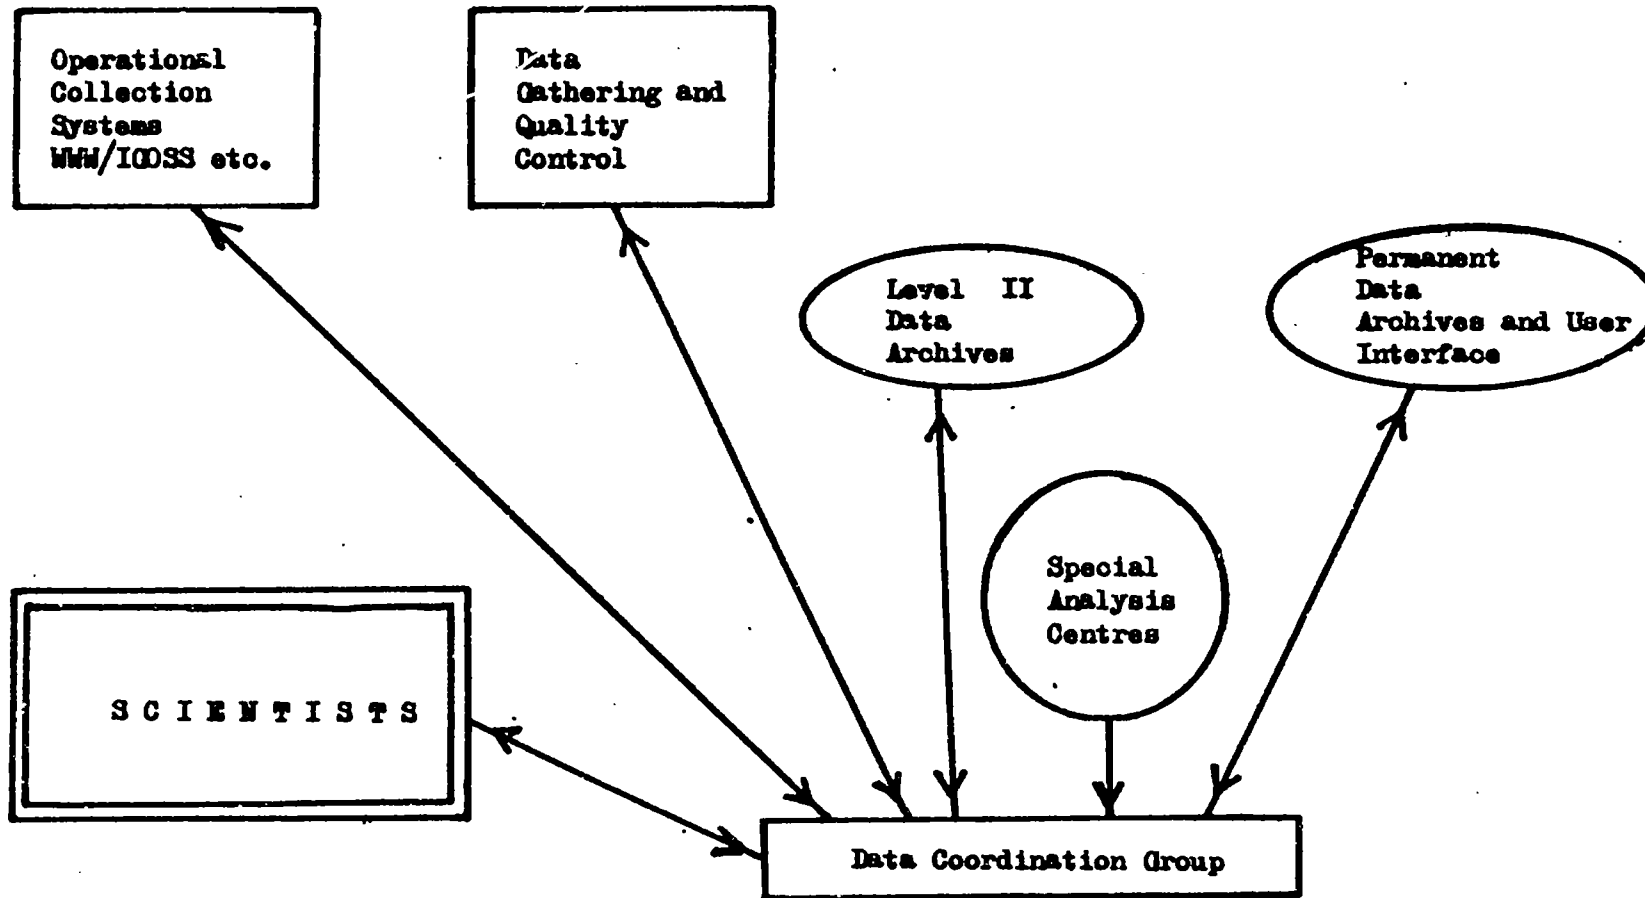 Operational
Collection
Systems
WWW/IGOSS etc.
Data
Gathering and
Quality
Control
Level II
Data
Archives
Permanent
Data
Archives and User
Interface
Special
Analysis
Centres
SCIENTISTS
Data Coordination Group